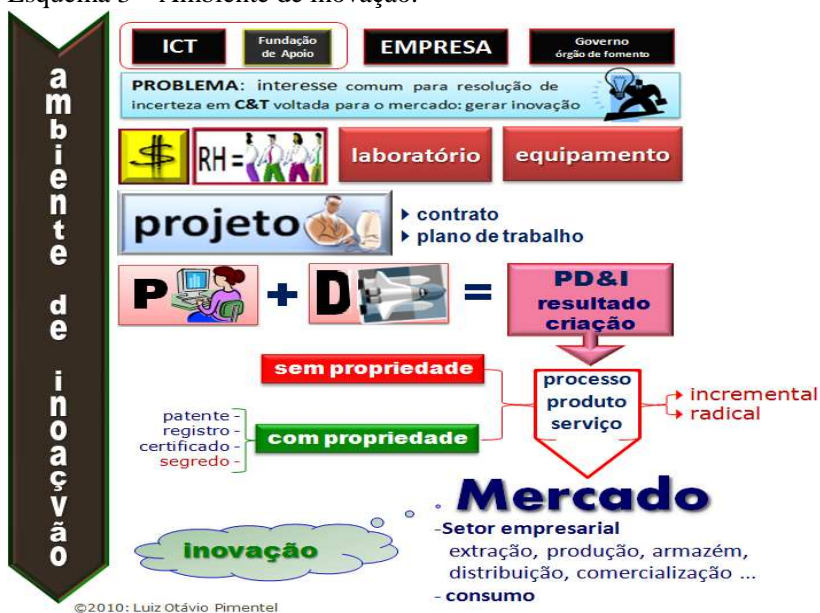 Esquema 3 – Ambiente de inovação.
ambiente de inoaçvão
ICT
Fundação
de Apoio
EMPRESA
Governo
órgão de fomento
PROBLEMA: interesse comum para resolução de
incerteza em C&T voltada para o mercado: gerar inovação
$
RH =
laboratório
equipamento
projeto
contrato
plano de trabalho
P + D =
PD&I
resultado
criação
sem propriedade
processo
produto
serviço
incremental
radical
patente -
registro -
certificado -
segredo -
com propriedade
Mercado
-Setor empresarial
extração, produção, armazém,
distribuição, comercialização ...
- consumo
inovação
©2010: Luiz Otávio Pimentel